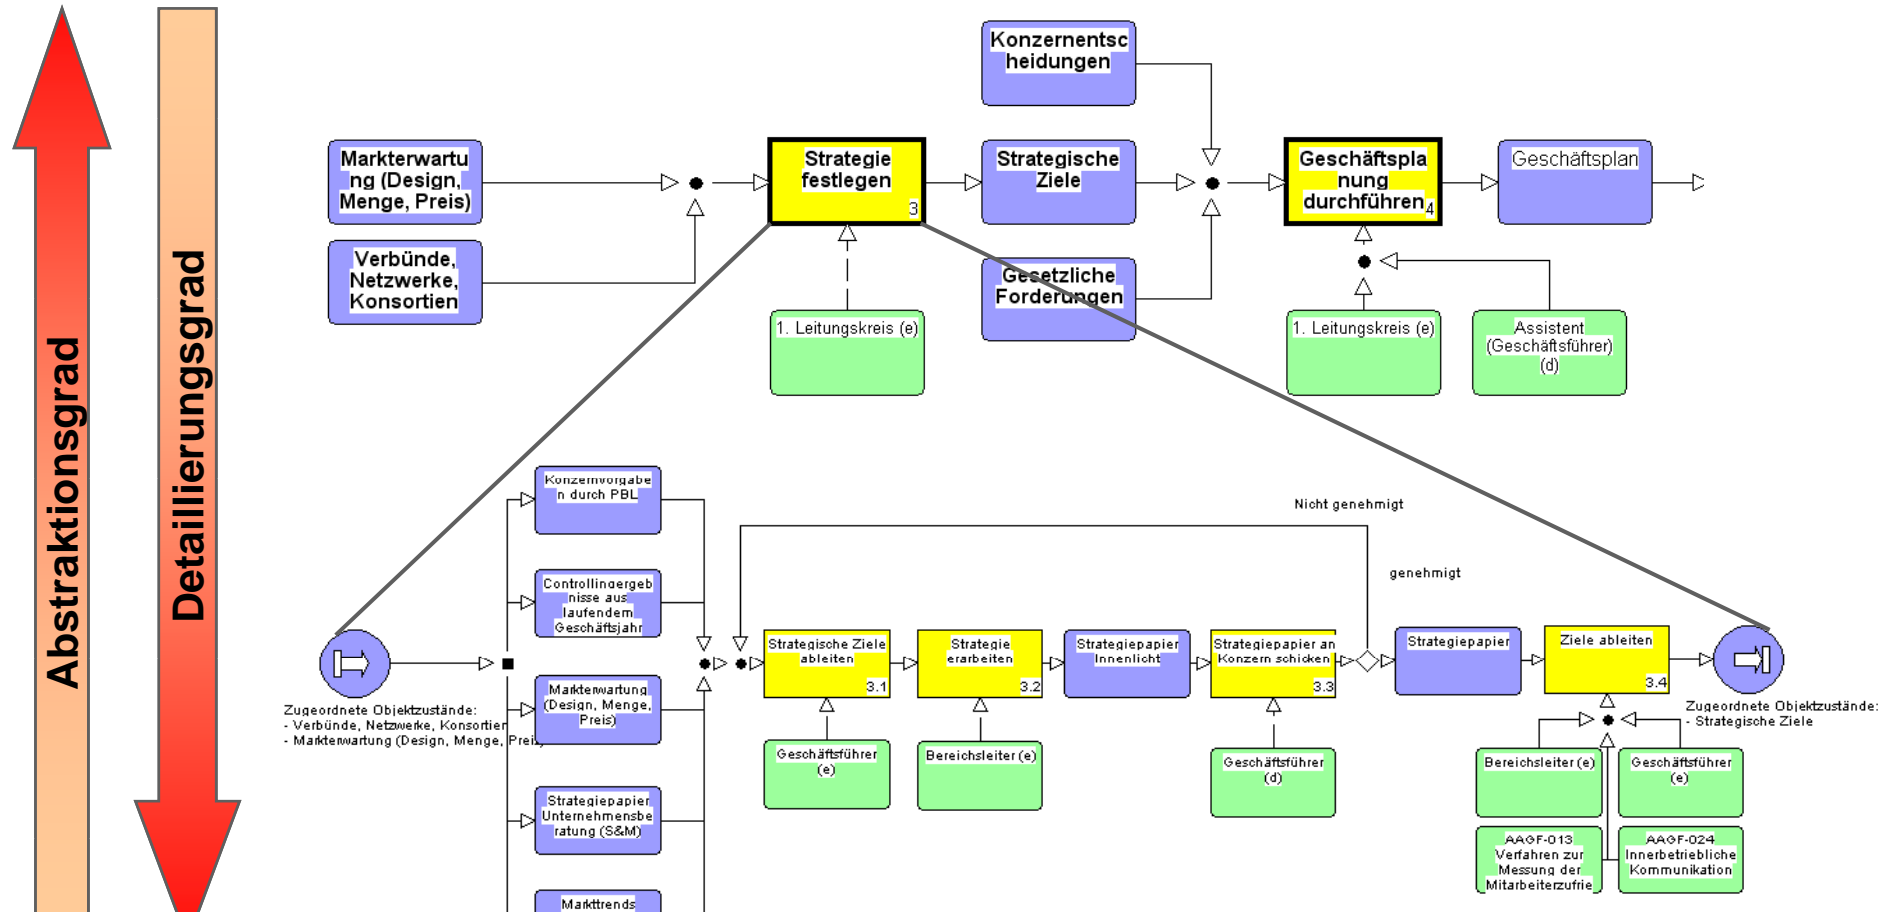 Abstraktionsgrad
Detaillierungsgrad
Konzernentsc
heidungen
Markterwartu
ng (Design,
Menge, Preis)
Strategie
festlegen
3
Strategische
Ziele
Geschäftspla
nung
durchführen
4
Geschäftsplan
Verbünde,
Netzwerke,
Konsortien
Gesetzliche
Forderungen
1. Leitungskreis (e)
1. Leitungskreis (e)
Assistent
(Geschäftsführer)
(d)
Konzernvorgabe
n durch PBL
Nicht genehmigt
genehmigt
Controllingergeb
nisse aus
laufendem
Geschäftsjahr
Strategische Ziele
ableiten
3.1
Strategie
erarbeiten
3.2
Strategiepapier
Innenlicht
Strategiepapier an
Konzern schicken
3.3
Strategiepapier
Ziele ableiten
3.4
Zugeordnete Objektzustände:
- Verbünde, Netzwerke, Konsortier
- Markterwartung (Design, Menge, Preis)
Markterwartung
(Design, Menge,
Preis)
Zugeordnete Objektzustände:
- Strategische Ziele
Geschäftsführer
(e)
Bereichsleiter (e)
Geschäftsführer
(d)
Bereichsleiter (e)
Geschäftsführer
(e)
Strategiepapier
Unternehmensbe
ratung (S&M)
AAGF-013
Verfahren zur
Messung der
Mitarbeiterzufrie
AAGF-024
Innerbetriebliche
Kommunikation
Markttrends